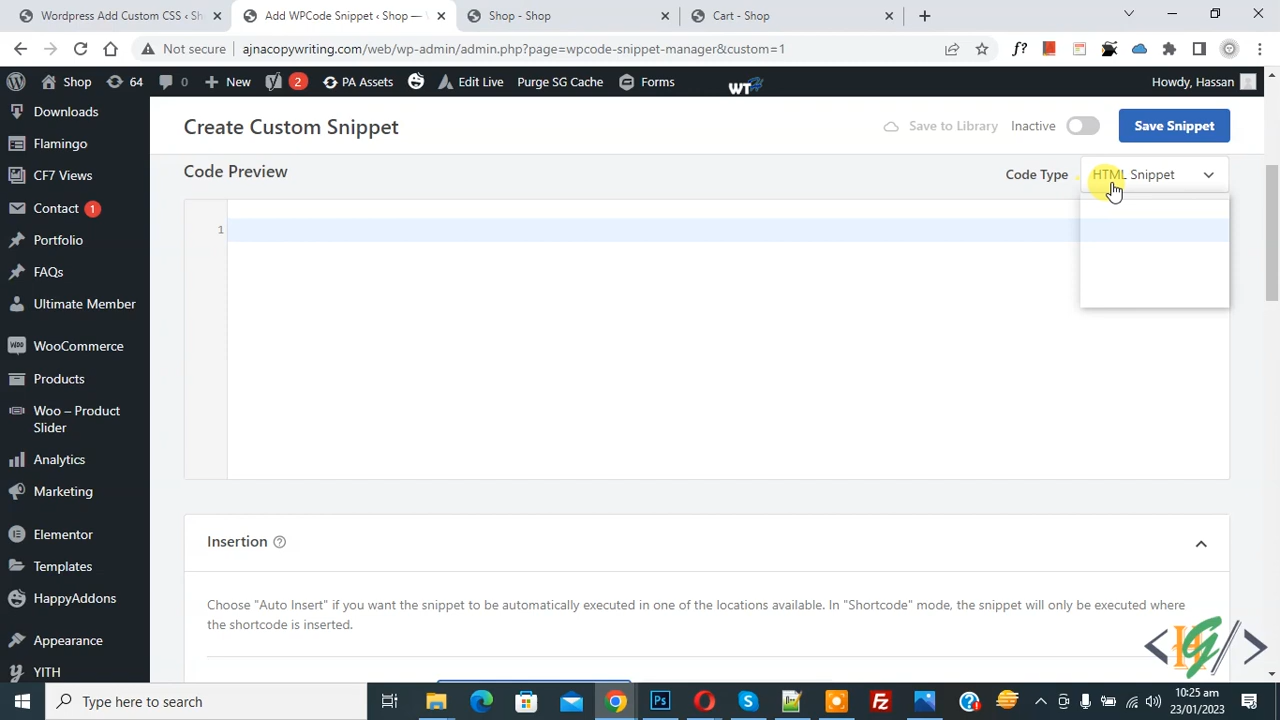 Wordpress Add Custom CSS ‹ Sh
Add WPCode Snippet ‹ Shop —
Shop - Shop
Cart - Shop
Not secure
ajnacopywriting.com/web/wp-admin/admin.php?page=wpcode-snippet-manager&custom=1
f?
Shop
64
0
New
2
PA Assets
Edit Live
Purge SG Cache
Forms
WT
Howdy, Hassan
Downloads
Flamingo
CF7 Views
Contact 1
Portfolio
FAQs
Ultimate Member
WooCommerce
Products
Woo – Product
Slider
Analytics
Marketing
Elementor
Templates
HappyAddons
Appearance
YITH
Create Custom Snippet
Save to Library
Inactive
Save Snippet
Code Preview
Code Type
HTML Snippet
1
Insertion
Choose "Auto Insert" if you want the snippet to be automatically executed in one of the locations available. In "Shortcode" mode, the snippet will only be executed where
the shortcode is inserted.
Type here to search
10:25 am
23/01/2023